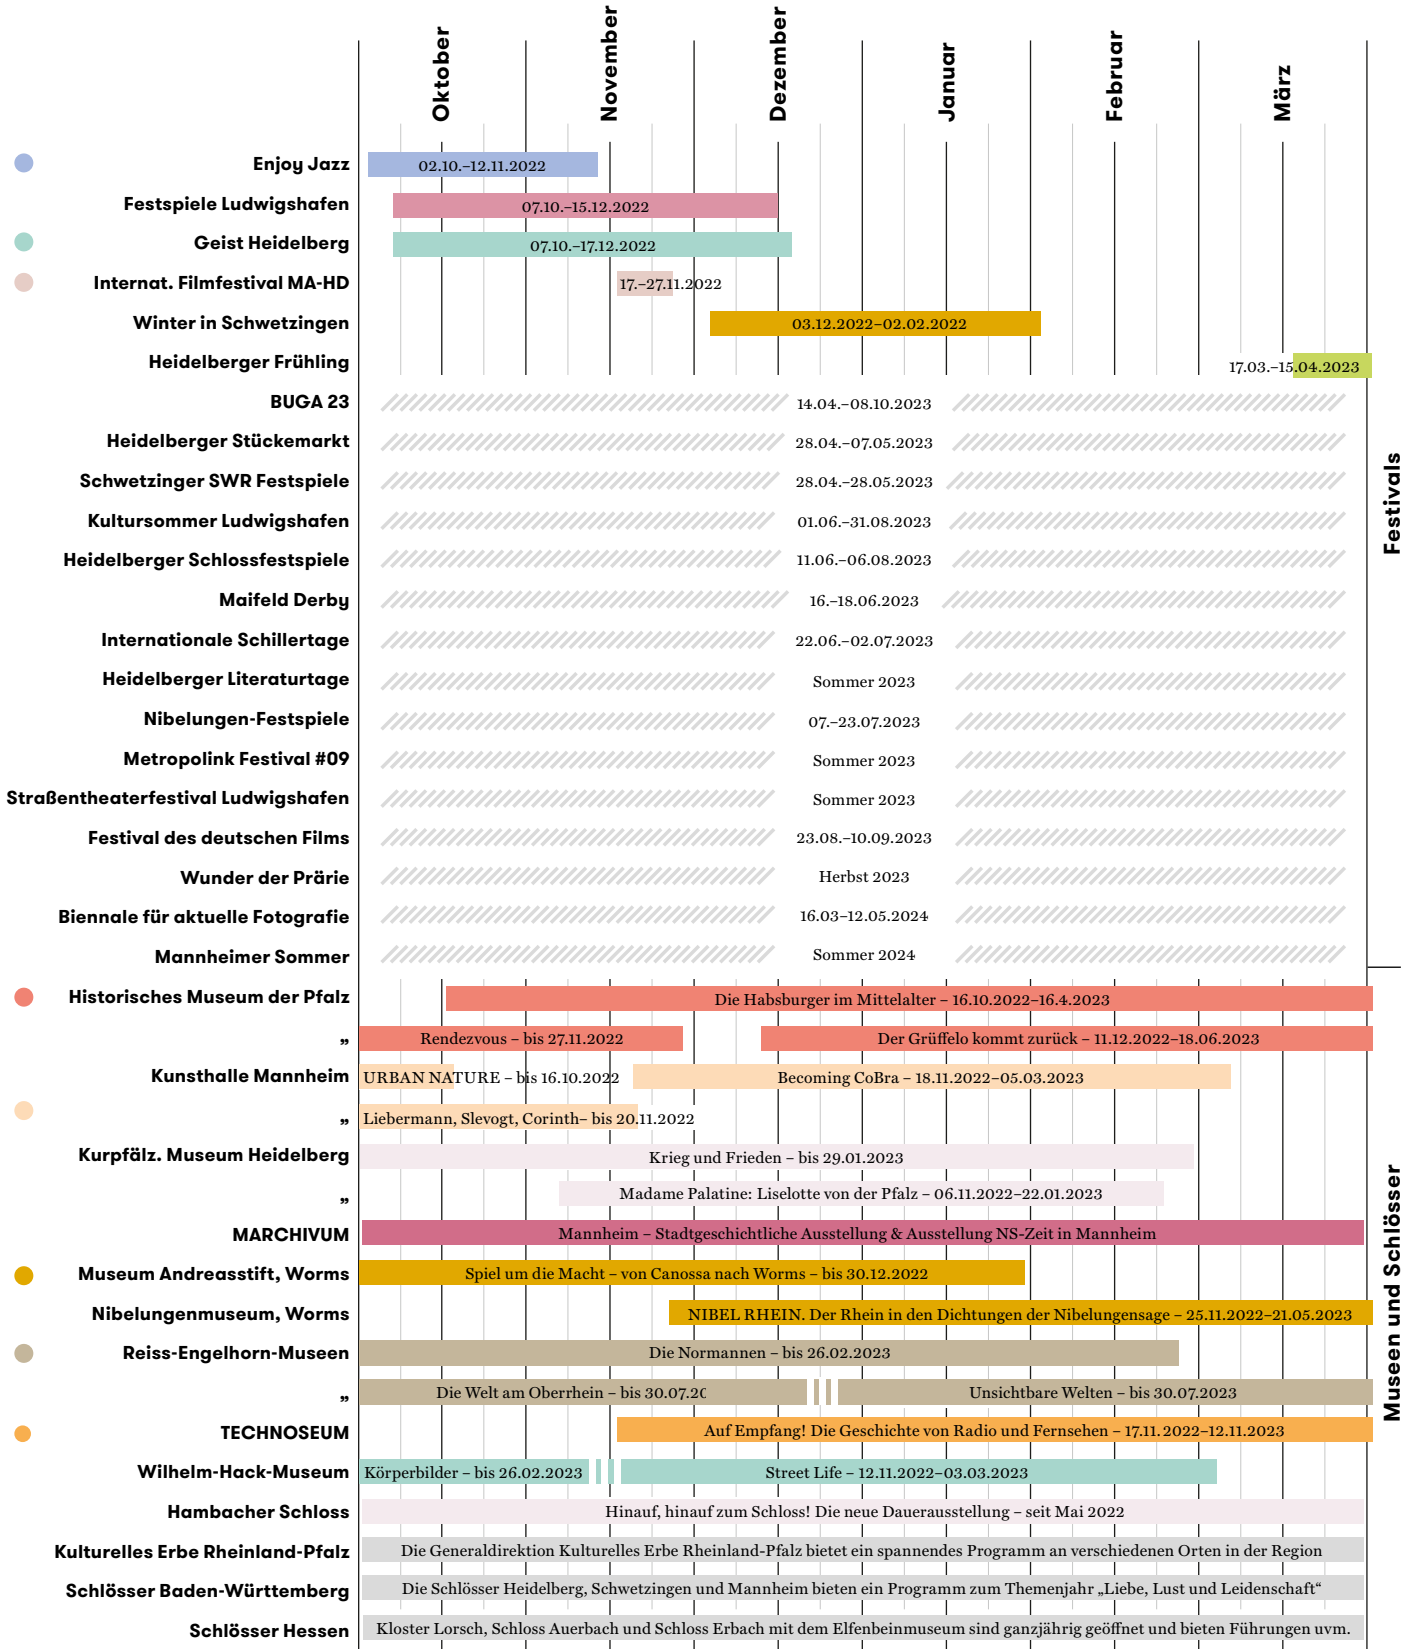 Oktober
November
Dezember
Januar
Februar
März
Enjoy Jazz 02.10.–12.11.2022
Festspiele Ludwigshafen 07.10.–15.12.2022
Geist Heidelberg 07.10.–17.12.2022
Internat. Filmfestival MA-HD 17.–27.11.2022
Winter in Schwetzingen 03.12.2022–02.02.2022
Heidelberger Frühling 17.03.–15.04.2023
BUGA 23 14.04.–08.10.2023
Heidelberger Stückemarkt 28.04.–07.05.2023
Schwetzinger SWR Festspiele 28.04.–28.05.2023
Kultursommer Ludwigshafen 01.06.–31.08.2023
Heidelberger Schlossfestspiele 11.06.–06.08.2023
Maifeld Derby 16.–18.06.2023
Internationale Schillertage 22.06.–02.07.2023
Heidelberger Literaturtage Sommer 2023
Nibelungen-Festspiele 07.–23.07.2023
Metropolink Festival #09 Sommer 2023
Straßentheaterfestival Ludwigshafen Sommer 2023
Festival des deutschen Films 23.08.–10.09.2023
Wunder der Prärie Herbst 2023
Biennale für aktuelle Fotografie 16.03–12.05.2024
Mannheimer Sommer Sommer 2024
Festivals
Historisches Museum der Pfalz Die Habsburger im Mittelalter – 16.10.2022–16.4.2023
„ Rendezvous – bis 27.11.2022 Der Grüffelo kommt zurück – 11.12.2022–18.06.2023
Kunsthalle Mannheim URBAN NATURE – bis 16.10.2022 Becoming CoBra – 18.11.2022–05.03.2023
„ Liebermann, Slevogt, Corinth– bis 20.11.2022
Kurpfälz. Museum Heidelberg Krieg und Frieden – bis 29.01.2023
„ Madame Palatine: Liselotte von der Pfalz – 06.11.2022–22.01.2023
MARCHIVUM Mannheim – Stadtgeschichtliche Ausstellung & Ausstellung NS-Zeit in Mannheim
Museum Andreasstift, Worms Spiel um die Macht – von Canossa nach Worms – bis 30.12.2022
Nibelungenmuseum, Worms NIBEL RHEIN. Der Rhein in den Dichtungen der Nibelungensage – 25.11.2022–21.05.2023
Reiss-Engelhorn-Museen Die Normannen – bis 26.02.2023
„ Die Welt am Oberrhein – bis 30.07.20 Unsichtbare Welten – bis 30.07.2023
TECHNOSEUM Auf Empfang! Die Geschichte von Radio und Fernsehen – 17.11.2022–12.11.2023
Wilhelm-Hack-Museum Körperbilder – bis 26.02.2023 Street Life – 12.11.2022–03.03.2023
Hambacher Schloss Hinauf, hinauf zum Schloss! Die neue Dauerausstellung – seit Mai 2022
Kulturelles Erbe Rheinland-Pfalz Die Generaldirektion Kulturelles Erbe Rheinland-Pfalz bietet ein spannendes Programm an verschiedenen Orten in der Region
Schlösser Baden-Württemberg Die Schlösser Heidelberg, Schwetzingen und Mannheim bieten ein Programm zum Themenjahr „Liebe, Lust und Leidenschaft“
Schlösser Hessen Kloster Lorsch, Schloss Auerbach und Schloss Erbach mit dem Elfenbeinmuseum sind ganzjährig geöffnet und bieten Führungen uvm.
Museen und Schlösser